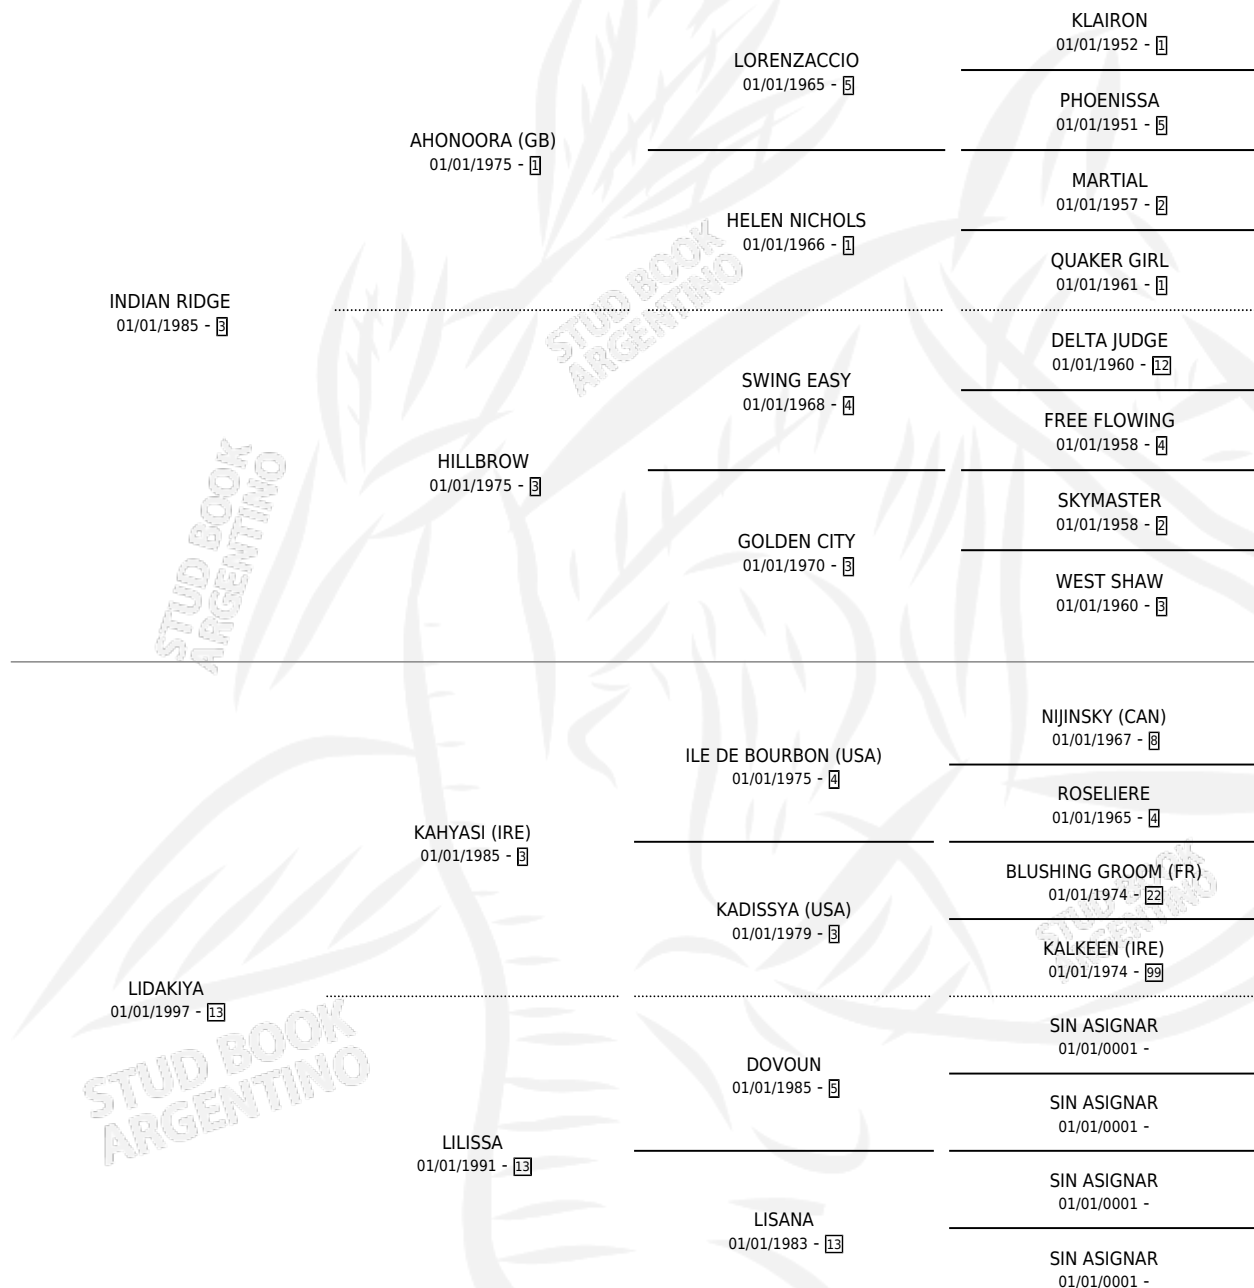 KLAIRON
01/01/1952 - 1
LORENZACCIO
01/01/1965 - 5
PHOENISSA
01/01/1951 - 5
AHONOORA (GB)
01/01/1975 - 1
MARTIAL
01/01/1957 - 2
HELEN NICHOLS
01/01/1966 - 1
QUAKER GIRL
01/01/1961 - 1
INDIAN RIDGE
01/01/1985 - 3
DELTA JUDGE
01/01/1960 - 12
SWING EASY
01/01/1968 - 4
FREE FLOWING
01/01/1958 - 4
HILLBROW
01/01/1975 - 3
SKYMASTER
01/01/1958 - 2
GOLDEN CITY
01/01/1970 - 3
WEST SHAW
01/01/1960 - 3
NIJINSKY (CAN)
01/01/1967 - 8
ILE DE BOURBON (USA)
01/01/1975 - 4
ROSELIERE
01/01/1965 - 4
KAHYASI (IRE)
01/01/1985 - 3
BLUSHING GROOM (FR)
01/01/1974 - 22
KADISSYA (USA)
01/01/1979 - 3
KALKEEN (IRE)
01/01/1974 - 99
LIDAKIYA
01/01/1997 - 13
SIN ASIGNAR
01/01/0001 -
DOVOUN
01/01/1985 - 5
SIN ASIGNAR
01/01/0001 -
LILISSA
01/01/1991 - 13
SIN ASIGNAR
01/01/0001 -
LISANA
01/01/1983 - 13
SIN ASIGNAR
01/01/0001 -
STUD BOOK
ARGENTINO
STUD BOOK
ARGENTINO
STUD BOOK
ARGENTINO
STUD BOOK
ARGENTINO